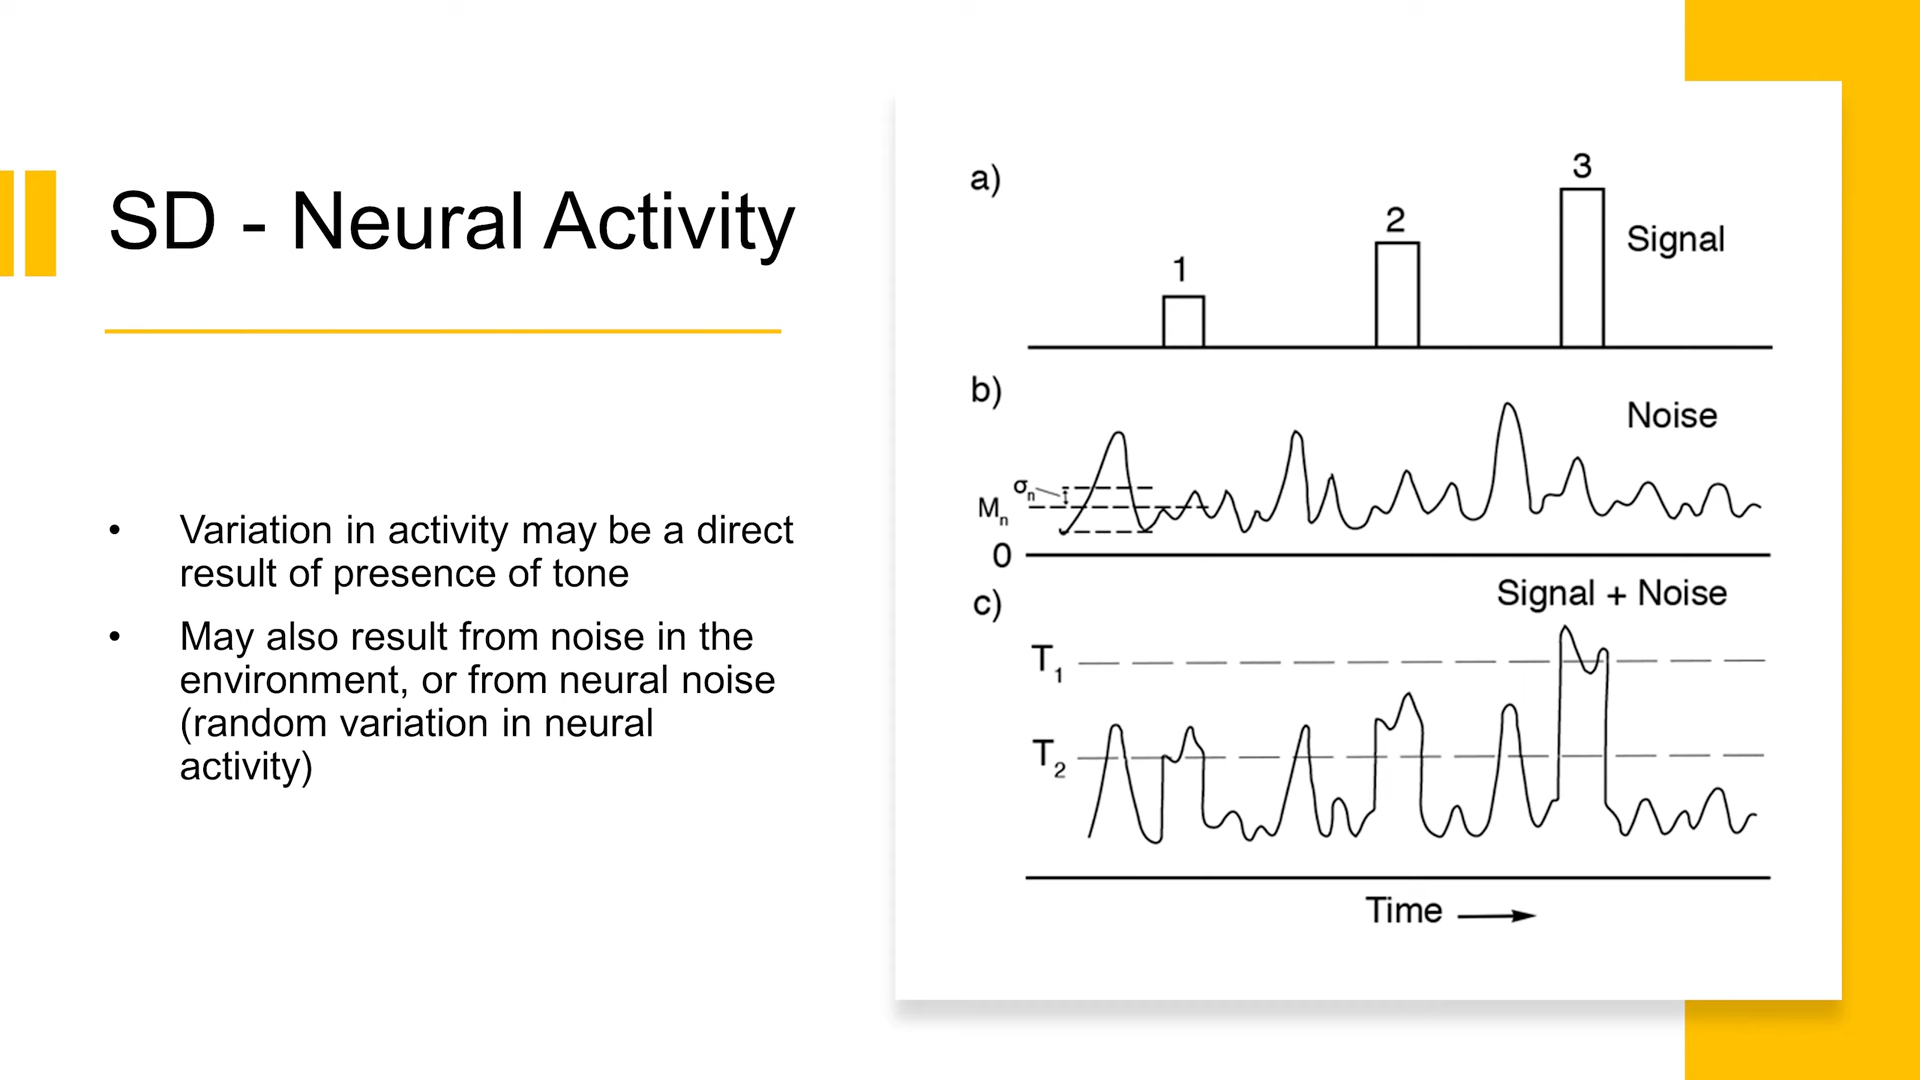 SD - Neural Activity
• Variation in activity may be a direct
result of presence of tone
• May also result from noise in the
environment, or from neural noise
(random variation in neural
activity)
a)
1
2
3
Signal
b)
Noise
σn
Mn
0
c)
Signal + Noise
T1
T2
Time